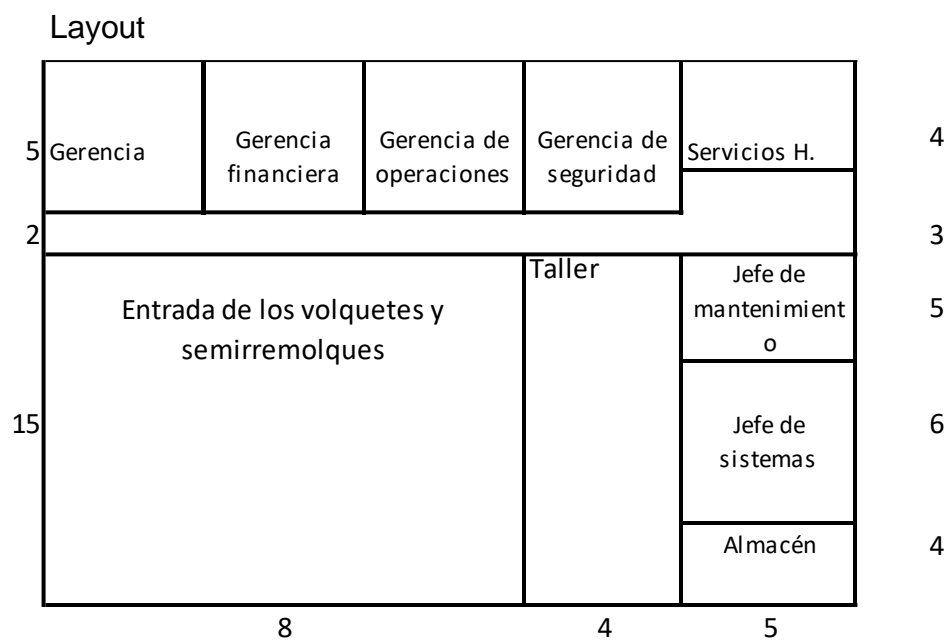 Layout
5
Gerencia
Gerencia
financiera
Gerencia de
operaciones
Gerencia de
seguridad
Servicios H.
4
2
3
Entrada de los volquetes y
semirremolques
Taller
Jefe de
mantenimient
o
5
15
Jefe de
sistemas
6
Almacén
4
8
4
5